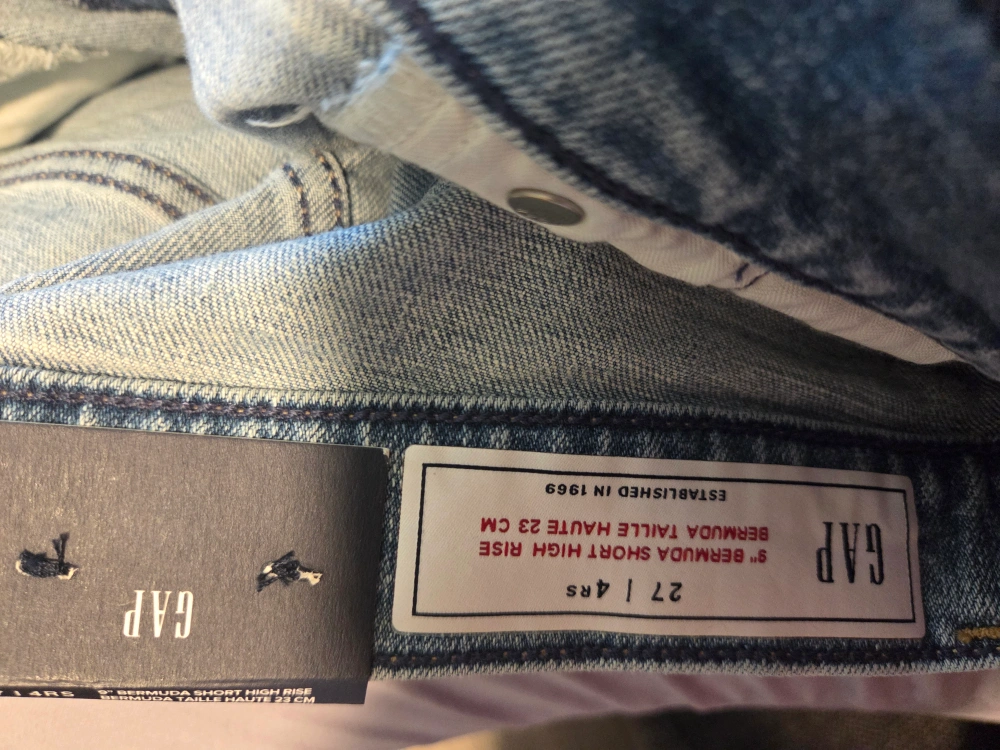 GAP
27 | 4RS
9" BERMUDA SHORT HIGH RISE
BERMUDA TAILLE HAUTE 23 CM
ESTABLISHED IN 1969
GAP
| 4RS 9" BERMUDA SHORT HIGH RISE
BERMUDA TAILLE HAUTE 23 CM